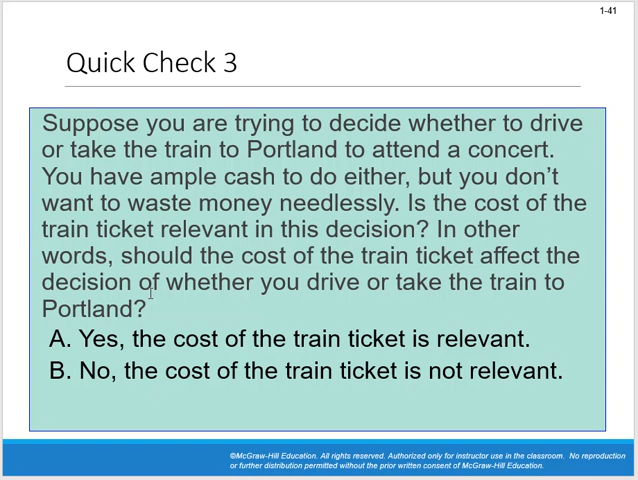 1-41
Quick Check 3
Suppose you are trying to decide whether to drive
or take the train to Portland to attend a concert.
You have ample cash to do either, but you don't
want to waste money needlessly. Is the cost of the
train ticket relevant in this decision? In other
words, should the cost of the train ticket affect the
decision of whether you drive or take the train to
Portland?
A. Yes, the cost of the train ticket is relevant.
B. No, the cost of the train ticket is not relevant.
©McGraw-Hill Education. All rights reserved. Authorized only for instructor use in the classroom. No reproduction
or further distribution permitted without the prior written consent of McGraw-Hill Education.